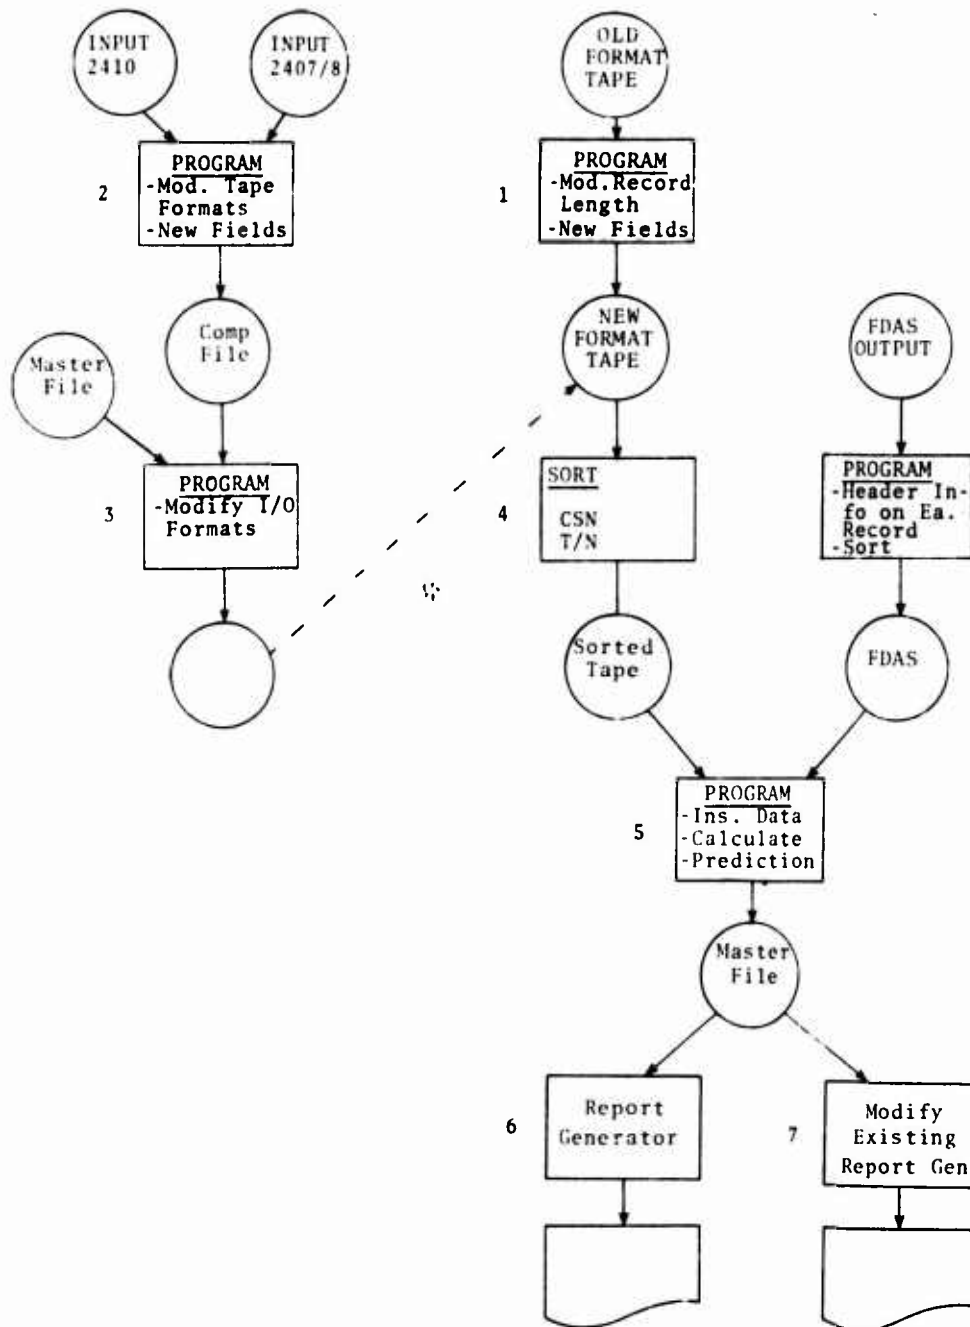 INPUT
2410
INPUT
2407/8
OLD
FORMAT
TAPE
2
PROGRAM
-Mod. Tape
Formats
-New Fields
1
PROGRAM
-Mod.Record
Length
-New Fields
Comp
File
Master
File
NEW
FORMAT
TAPE
FDAS
OUTPUT
3
PROGRAM
-Modify I/O
Formats
4
SORT
CSN
T/N
PROGRAM
-Header In-
fo on Ea.
Record
-Sort
Sorted
Tape
FDAS
5
PROGRAM
-Ins. Data
-Calculate
-Prediction
Master
File
6
Report
Generator
7
Modify
Existing
Report Gen